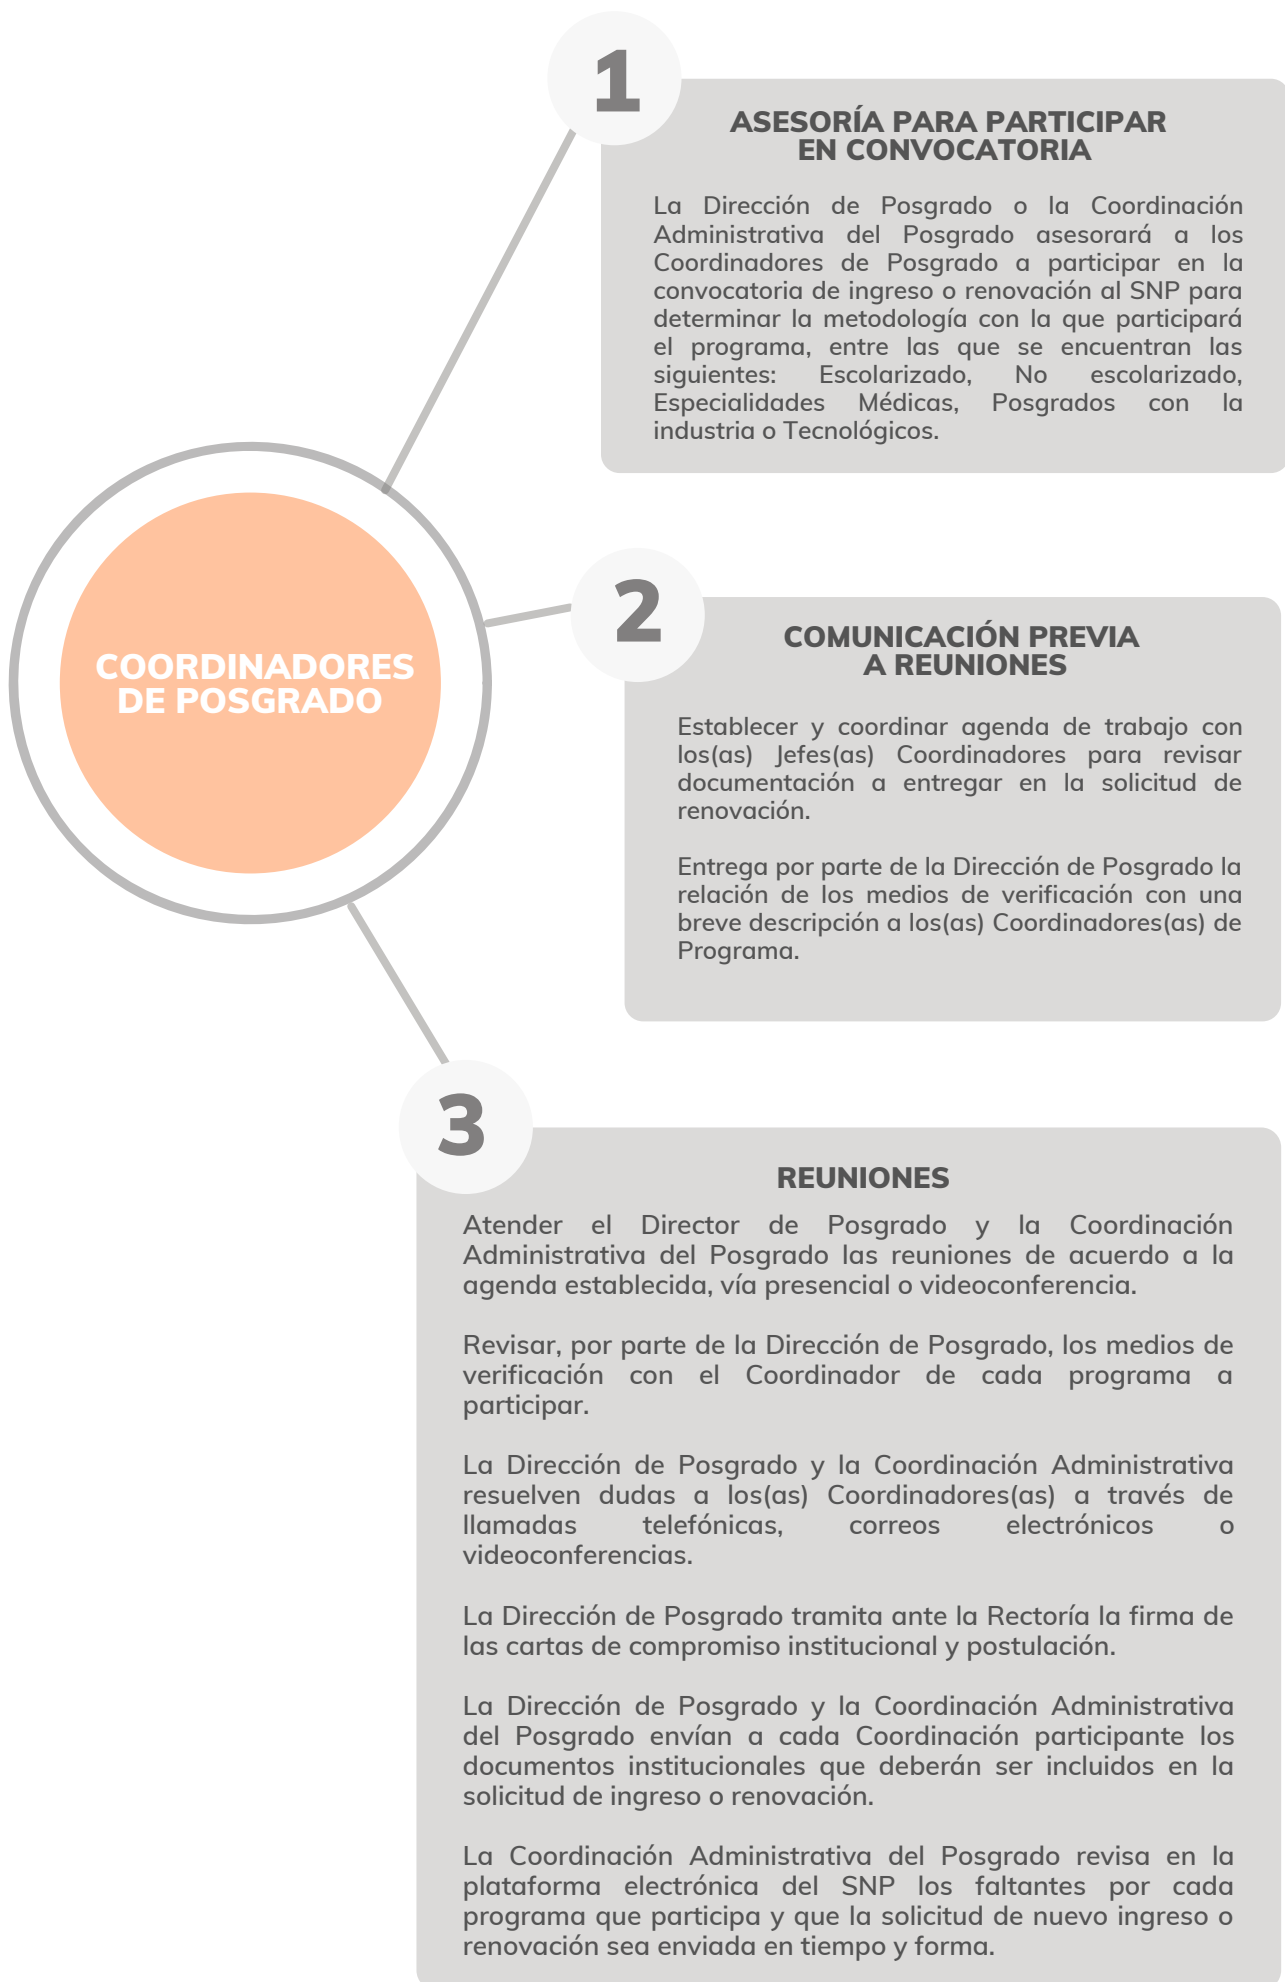 1
ASESORÍA PARA PARTICIPAR
EN CONVOCATORIA
La Dirección de Posgrado o la Coordinación
Administrativa del Posgrado asesorará a los
Coordinadores de Posgrado a participar en la
convocatoria de ingreso o renovación al SNP para
determinar la metodología con la que participará
el programa, entre las que se encuentran las
siguientes: Escolarizado, No escolarizado,
Especialidades Médicas, Posgrados con la
industria o Tecnológicos.
COORDINADORES
DE POSGRADO
2
COMUNICACIÓN PREVIA
A REUNIONES
Establecer y coordinar agenda de trabajo con
los(as) Jefes(as) Coordinadores para revisar
documentación a entregar en la solicitud de
renovación.
Entrega por parte de la Dirección de Posgrado la
relación de los medios de verificación con una
breve descripción a los(as) Coordinadores(as) de
Programa.
3
REUNIONES
Atender el Director de Posgrado y la Coordinación
Administrativa del Posgrado las reuniones de acuerdo a la
agenda establecida, vía presencial o videoconferencia.
Revisar, por parte de la Dirección de Posgrado, los medios de
verificación con el Coordinador de cada programa a
participar.
La Dirección de Posgrado y la Coordinación Administrativa
resuelven dudas a los(as) Coordinadores(as) a través de
llamadas telefónicas, correos electrónicos o
videoconferencias.
La Dirección de Posgrado tramita ante la Rectoría la firma de
las cartas de compromiso institucional y postulación.
La Dirección de Posgrado y la Coordinación Administrativa
del Posgrado envían a cada Coordinación participante los
documentos institucionales que deberán ser incluidos en la
solicitud de ingreso o renovación.
La Coordinación Administrativa del Posgrado revisa en la
plataforma electrónica del SNP los faltantes por cada
programa que participa y que la solicitud de nuevo ingreso o
renovación sea enviada en tiempo y forma.